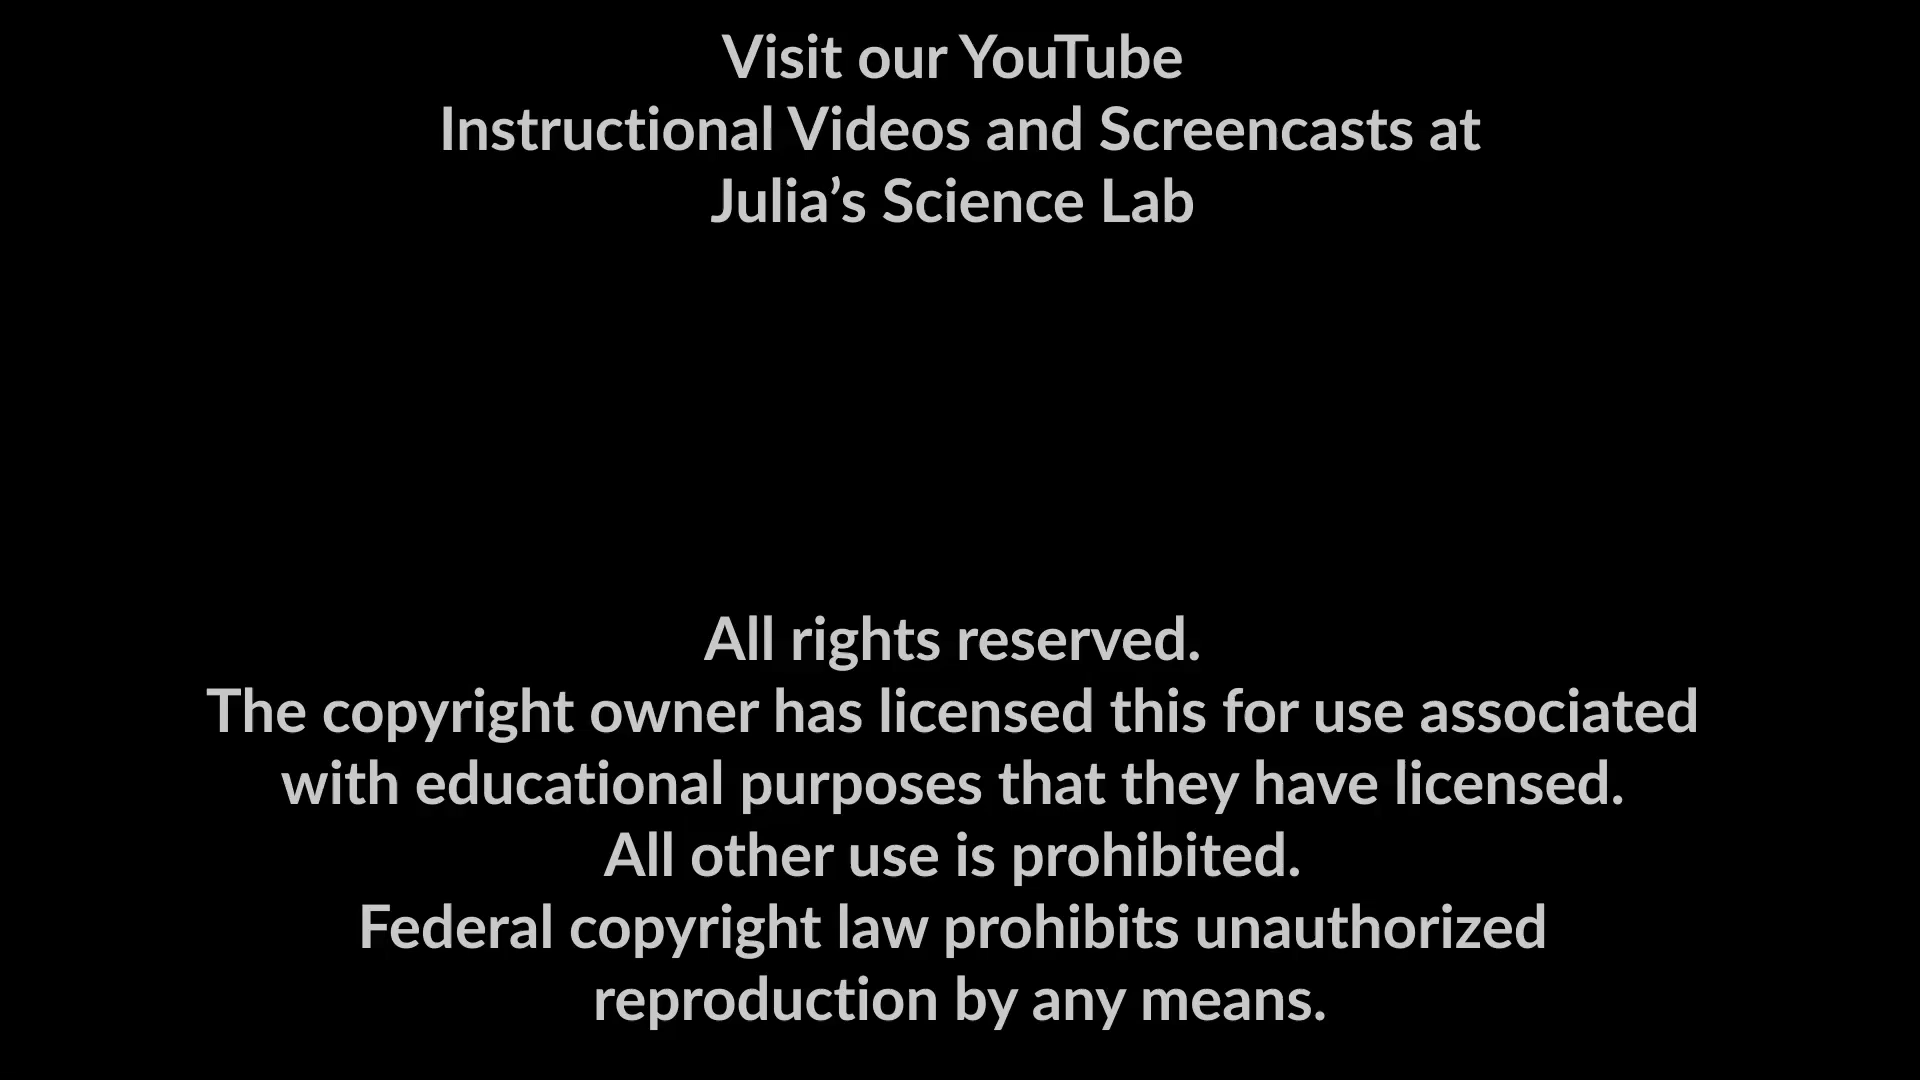 Visit our YouTube
Instructional Videos and Screencasts at
Julia’s Science Lab
All rights reserved.
The copyright owner has licensed this for use associated
with educational purposes that they have licensed.
All other use is prohibited.
Federal copyright law prohibits unauthorized
reproduction by any means.